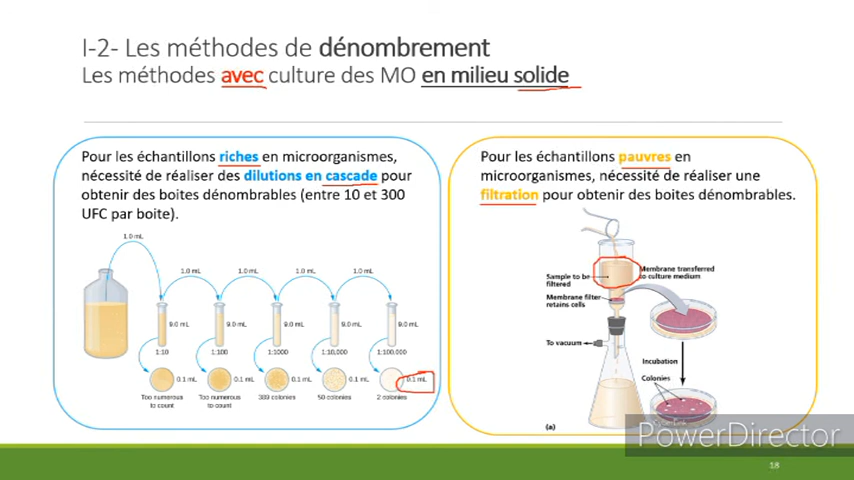 I-2- Les méthodes de dénombrement
Les méthodes avec culture des MO en milieu solide
Pour les échantillons riches en microorganismes,
nécessité de réaliser des dilutions en cascade pour
obtenir des boites dénombrables (entre 10 et 300
UFC par boite).
1.0 mL
1.0 mL 1.0 mL 1.0 mL 1.0 mL
9.0 mL 9.0 mL 9.0 mL 9.0 mL 9.0 mL
1:10 1:100 1:1000 1:10,000 1:100,000
0.1 mL 0.1 mL 0.1 mL 0.1 mL 0.1 mL
Too numerous Too numerous 389 colonies 50 colonies 2 colonies
to count to count
Pour les échantillons pauvres en
microorganismes, nécessité de réaliser une
filtration pour obtenir des boites dénombrables.
Sample to be
filtered
Membrane filter
retains cells
To vacuum
Membrane transferred
to culture medium
Incubation
Colonies
(a)
PowerDirector
18